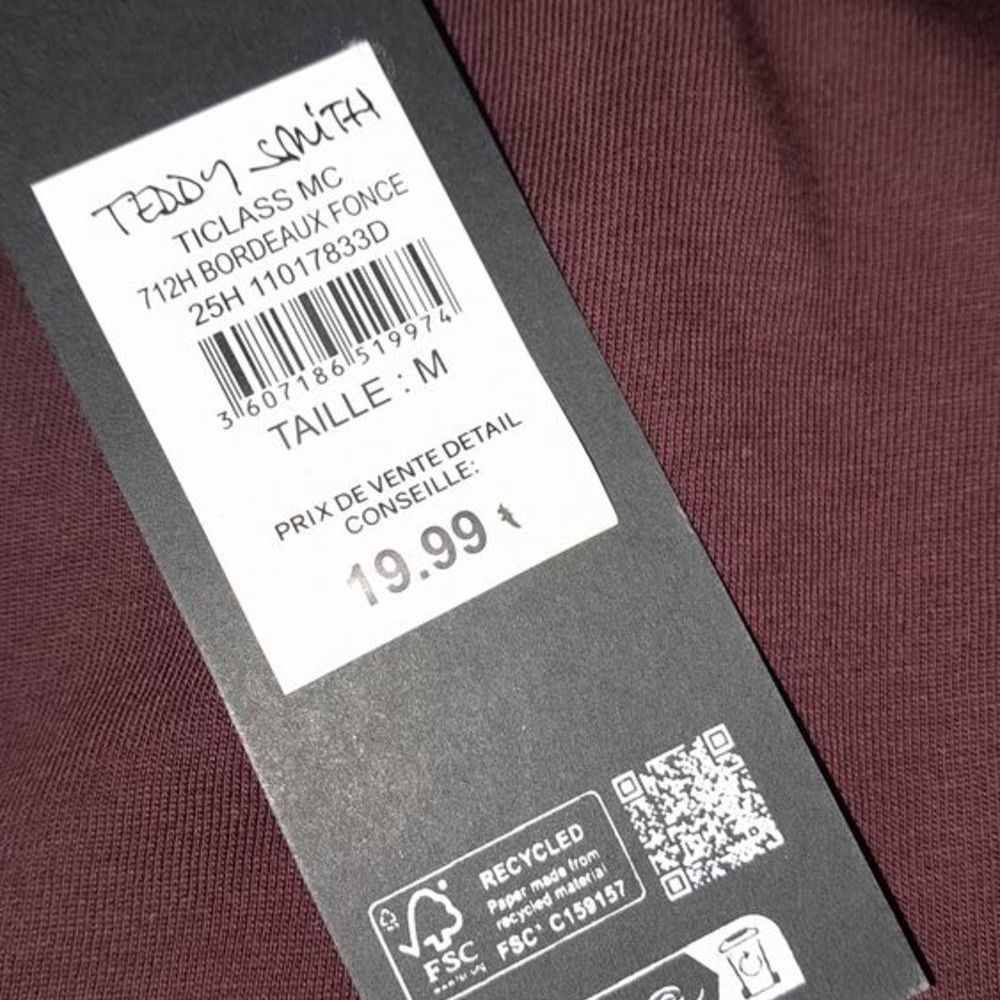 TEDDY SMITH
TICLASS MC
712H BORDEAUX FONCE
25H 11017833D
3 607186 519974
TAILLE : M
PRIX DE VENTE DETAIL
CONSEILLE:
19.99
RECYCLED
Paper made from
recycled material
FSC
FSC® C159157